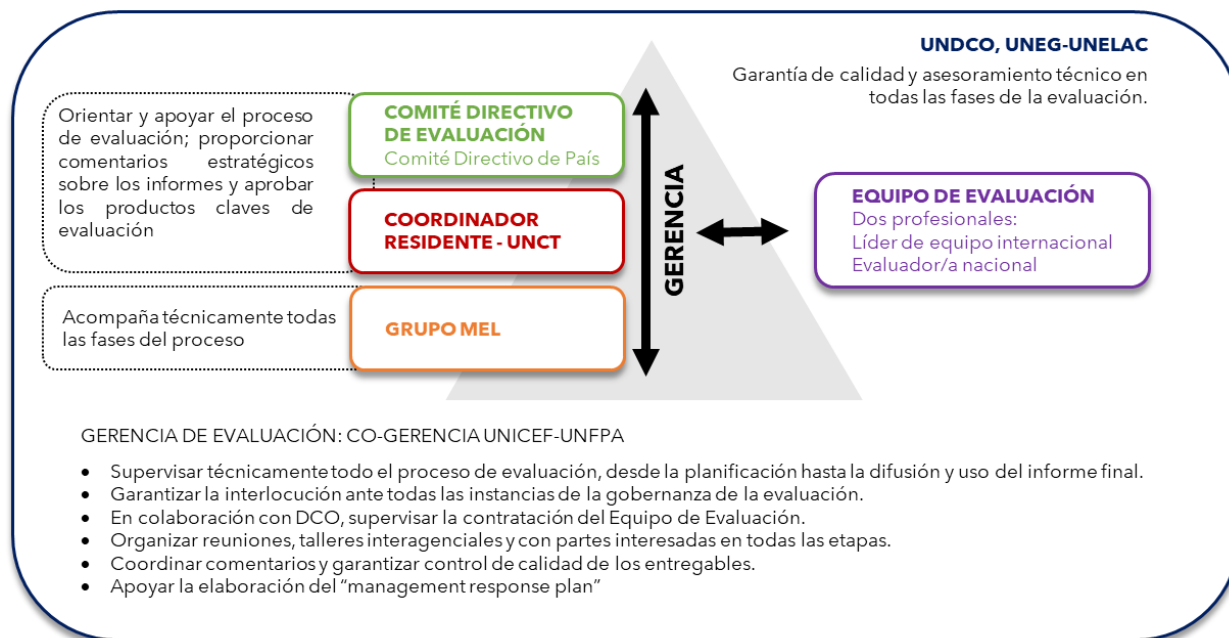 UNDCO, UNEG-UNELAC
Garantía de calidad y asesoramiento técnico en
todas las fases de la evaluación.
Orientar y apoyar el proceso
de evaluación; proporcionar
comentarios estratégicos
sobre los informes y aprobar
los productos claves de
evaluación
COMITÉ DIRECTIVO
DE EVALUACIÓN
Comité Directivo de País
COORDINADOR
RESIDENTE - UNCT
Acompaña técnicamente todas
las fases del proceso
GRUPO MEL
GERENCIA
EQUIPO DE EVALUACIÓN
Dos profesionales:
Líder de equipo internacional
Evaluador/a nacional
GERENCIA DE EVALUACIÓN: CO-GERENCIA UNICEF-UNFPA
• Supervisar técnicamente todo el proceso de evaluación, desde la planificación hasta la difusión y uso del informe final.
• Garantizar la interlocución ante todas las instancias de la gobernanza de la evaluación.
• En colaboración con DCO, supervisar la contratación del Equipo de Evaluación.
• Organizar reuniones, talleres interagenciales y con partes interesadas en todas las etapas.
• Coordinar comentarios y garantizar control de calidad de los entregables.
• Apoyar la elaboración del “management response plan”